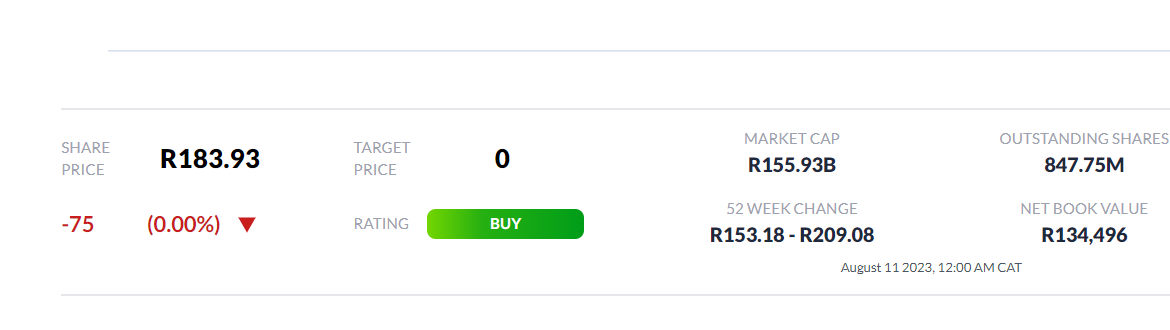 SHARE PRICE
R183.93
TARGET PRICE
0
MARKET CAP
R155.93B
OUTSTANDING SHARES
847.75M
-75 (0.00%)
RATING
BUY
52 WEEK CHANGE
R153.18 - R209.08
NET BOOK VALUE
R134,496
August 11 2023, 12:00 AM CAT